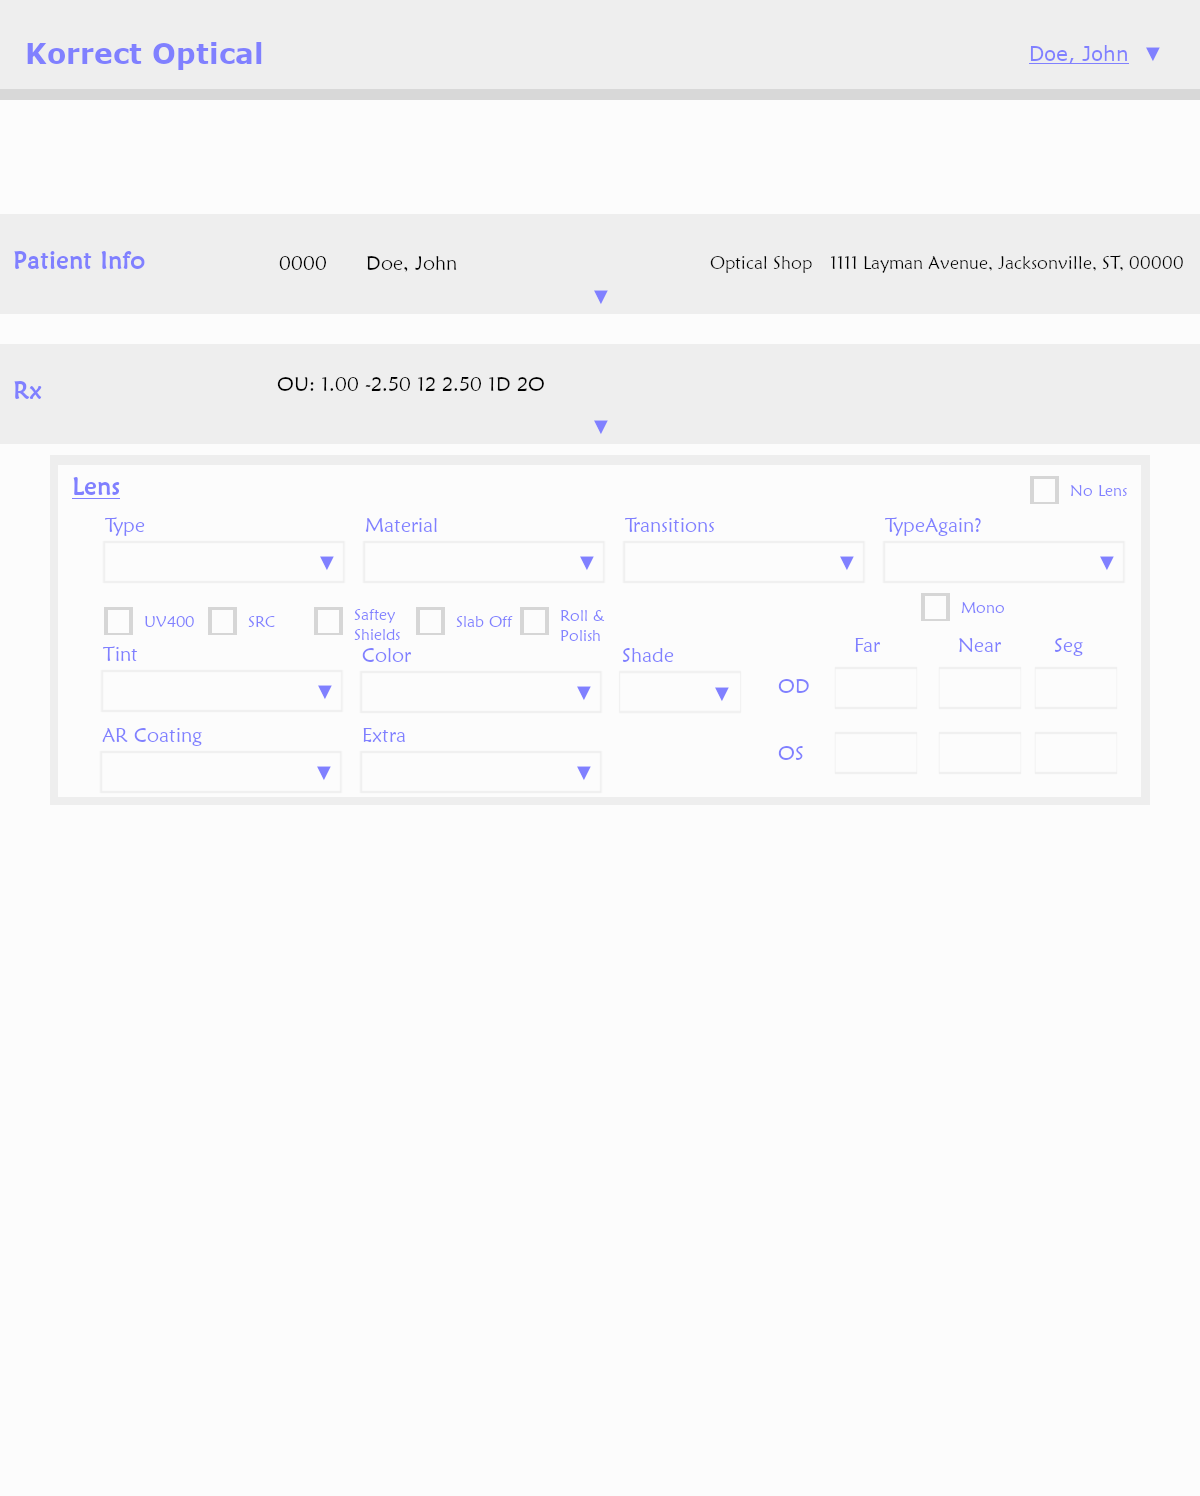 Korrect Optical
Doe, John ▼
Patient Info 0000 Doe, John Optical Shop 1111 Layman Avenue, Jacksonville, ST, 00000
▼
Rx OU: 1.00 -2.50 12 2.50 1D 2O
▼
Lens
No Lens
Type Material Transitions TypeAgain?
▼ ▼ ▼ ▼
UV400 SRC Saftey Shields Slab Off Roll & Polish Mono
Tint Color Shade Far Near Seg
▼ ▼ ▼ OD
AR Coating Extra
▼ ▼ OS